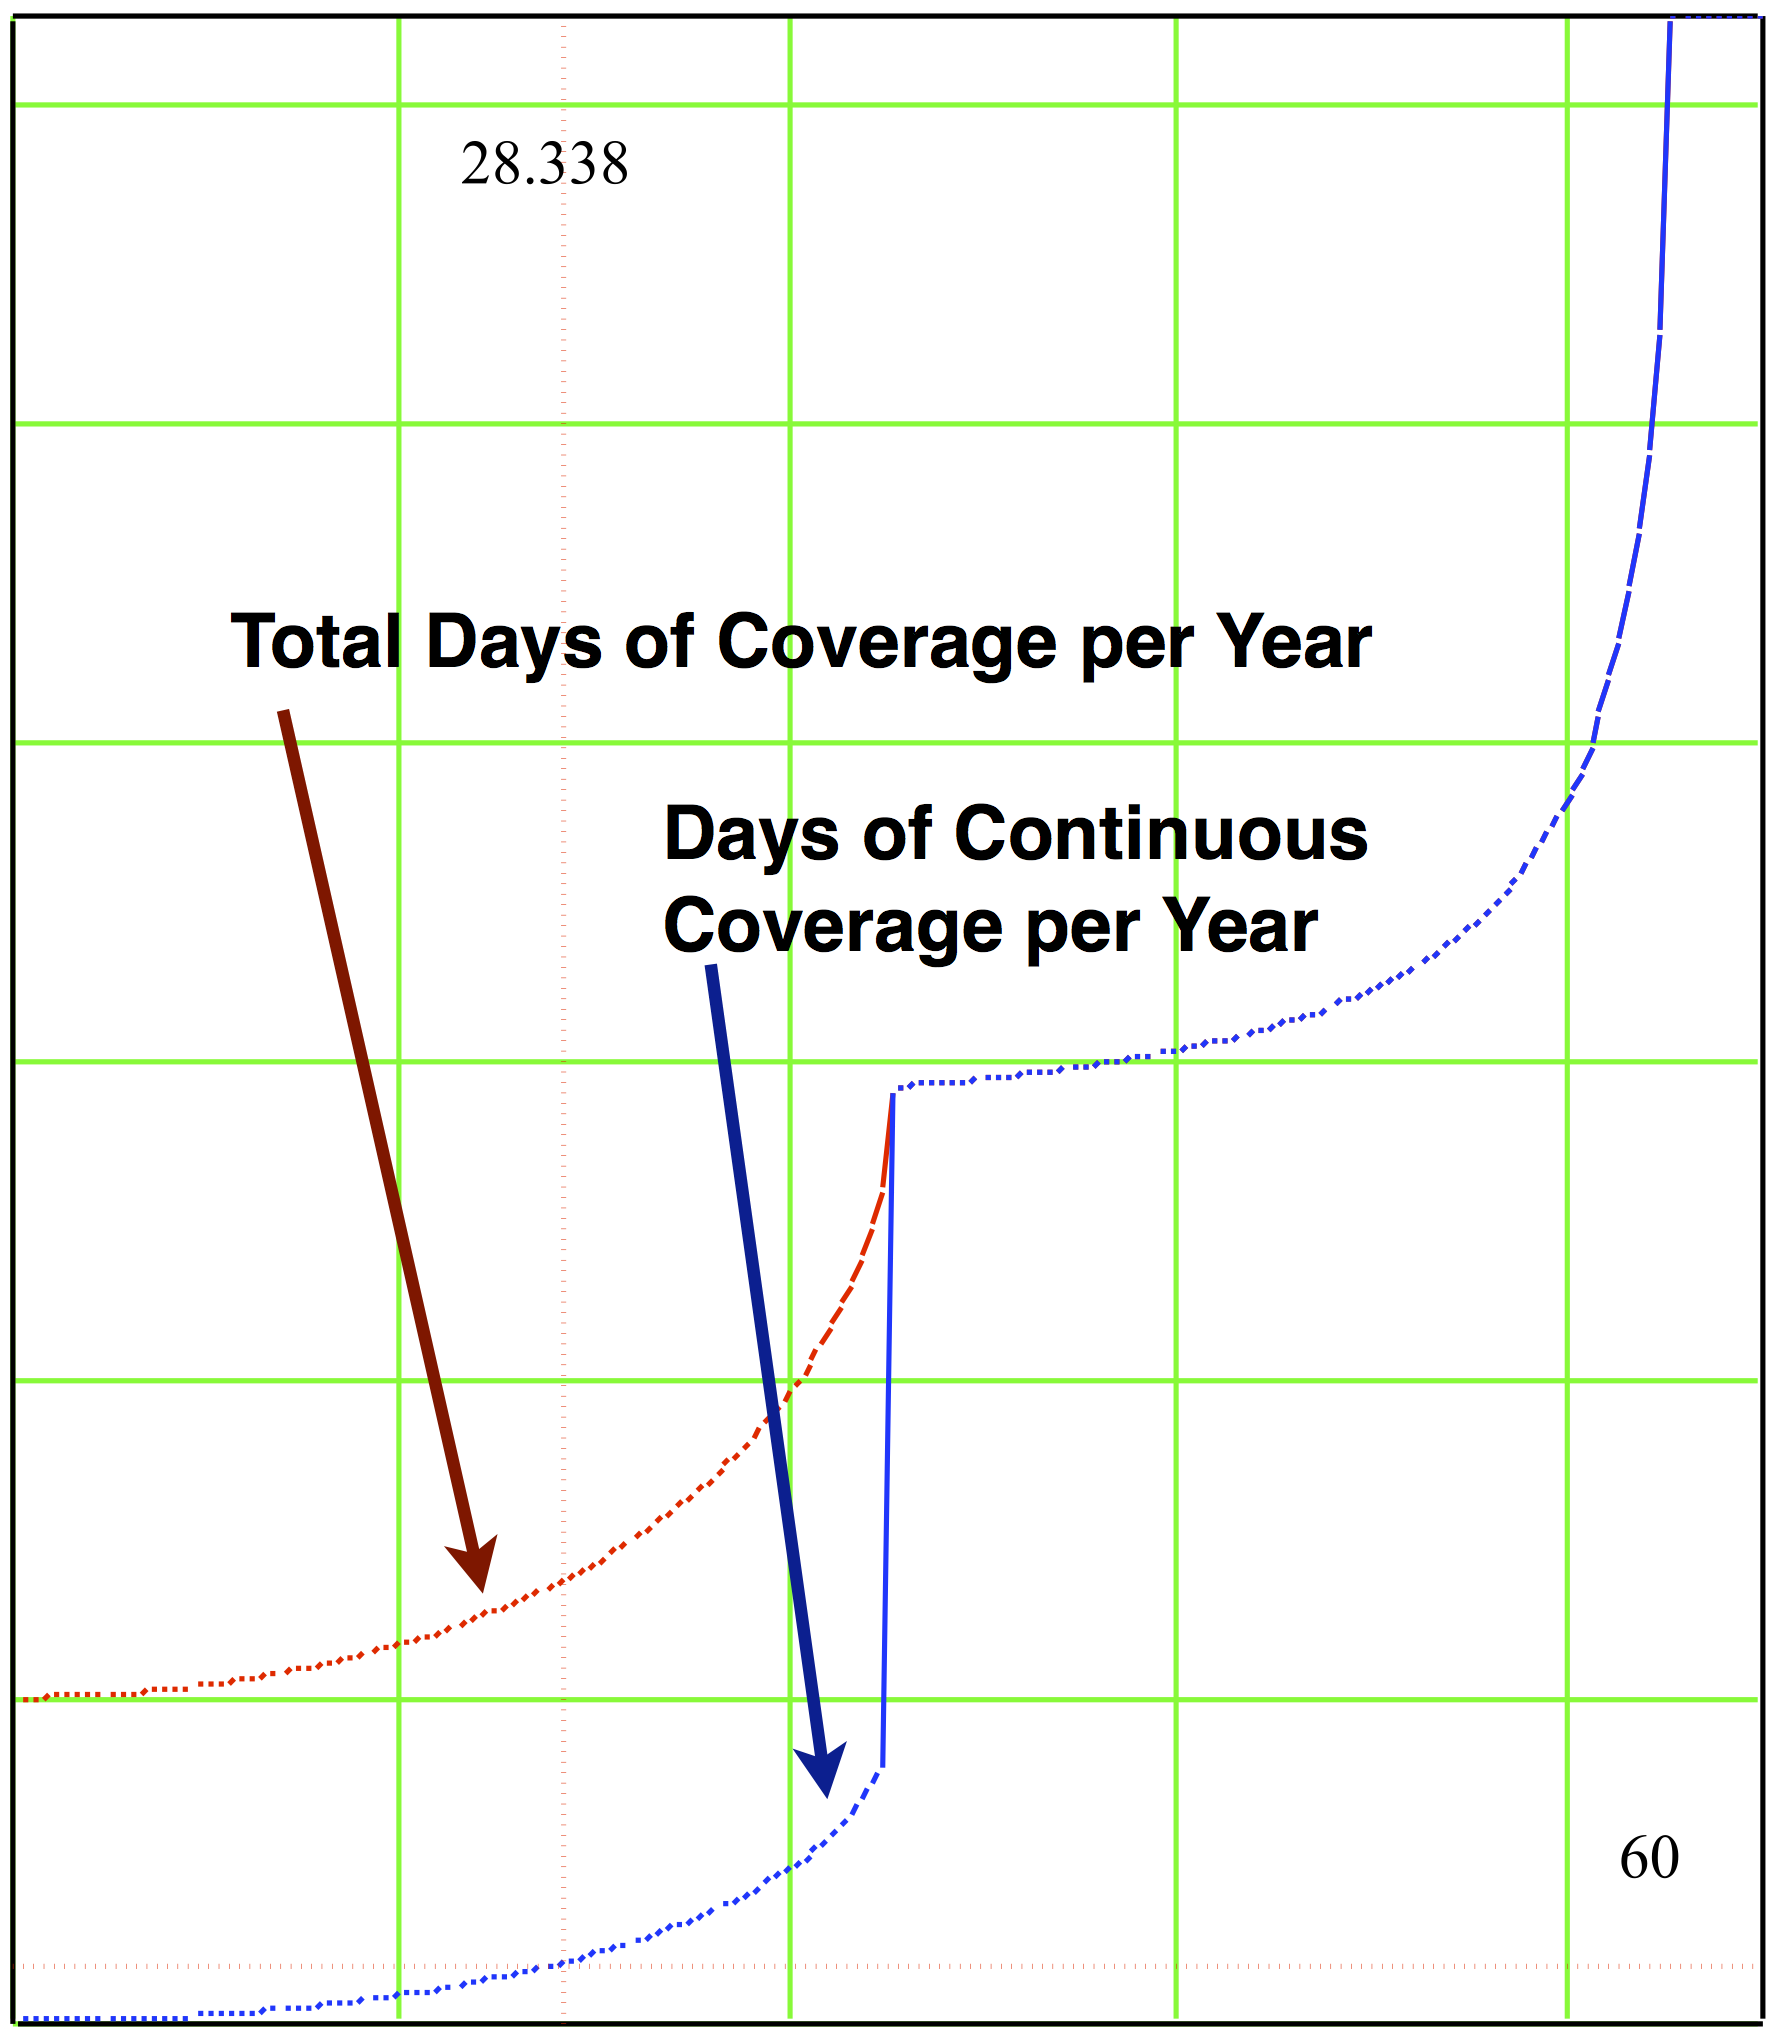 28.338
Total Days of Coverage per Year
Days of Continuous
Coverage per Year
60